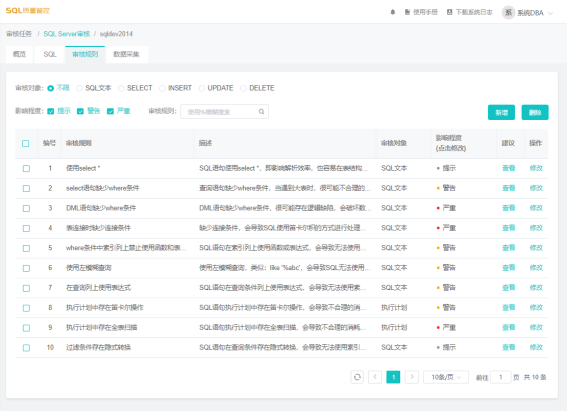 SQL质量管控
使用手册 下载系统日志 系 系统DBA
审核任务 / SQL Server审核 / sqldev2014
概览 SQL 审核规则 数据采集
审核对象: 不限 SQL文本 SELECT INSERT UPDATE DELETE
影响程度: 提示 警告 严重 审核规则: 使用%模糊搜索 新增 删除
编号 审核规则 描述 审核对象 影响程度 (点击修改) 建议 操作
1 使用select * SQL语句使用select *，即影响解析效率，也容易在表结构... SQL文本 提示 查看 修改
2 select语句缺少where条件 查询语句缺少where条件，当遇到大表时，很可能不合理的... SQL文本 警告 查看 修改
3 DML语句缺少where条件 DML语句缺少where条件，很可能存在逻辑缺陷，会破坏数... SQL文本 严重 查看 修改
4 表连接时缺少连接条件 缺少连接条件，会导致SQL使用笛卡尔积的方式进行处理... SQL文本 严重 查看 修改
5 where条件中索引列上禁止使用函数和表... SQL语句在索引列上使用函数或表达式，会导致无法使用... SQL文本 警告 查看 修改
6 使用左模糊查询 使用左模糊查询，类似：like '%abc'，会导致SQL无法使用... SQL文本 警告 查看 修改
7 在查询列上使用表达式 SQL语句在查询条件列上使用表达式，会导致无法使用索... SQL文本 警告 查看 修改
8 执行计划中存在笛卡尔操作 SQL语句执行计划中存在笛卡尔操作，会导致不合理的消... 执行计划 警告 查看 修改
9 执行计划中存在全表扫描 SQL语句执行计划中存在全表扫描，会导致不合理的消耗... 执行计划 严重 查看 修改
10 过滤条件存在隐式转换 SQL语句在查询条件存在隐式转换，会导致无法使用索引... SQL文本 提示 查看 修改
1 10条/页 前往 1 页 共 10 条